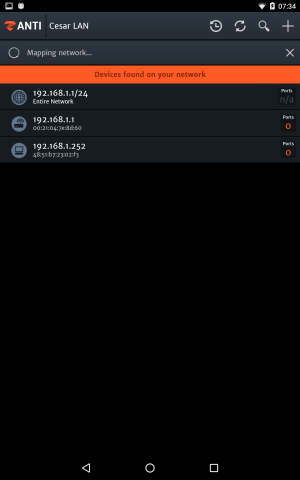 07:34
ANTI
Cesar LAN
Mapping network...
Devices found on your network
192.168.1.1/24
Entire Network
Ports
n/a
192.168.1.1
00:21:04:7e:8d:60
Ports
0
192.168.1.252
48:51:b7:23:02:f3
Ports
0